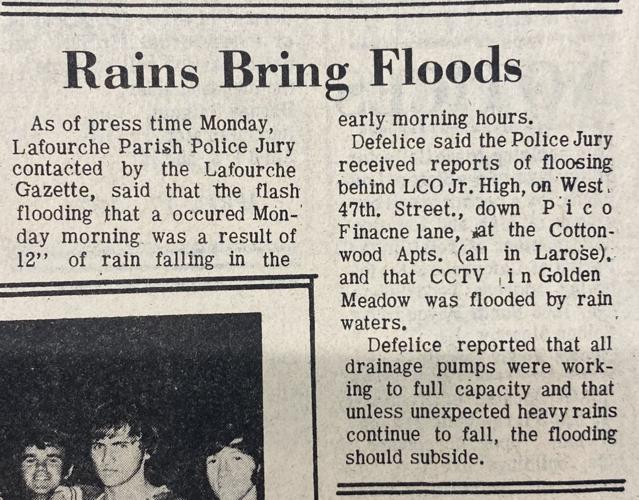 Rains Bring Floods
As of press time Monday,
Lafourche Parish Police Jury
contacted by the Lafourche
Gazette, said that the flash
flooding that a occured Mon-
day morning was a result of
12" of rain falling in the
early morning hours.
Defelice said the Police Jury
received reports of floosing
behind LCO Jr. High, on West
47th. Street., down Pico
Finacne lane, at the Cotton-
wood Apts. (all in Larose),
and that CCTV in Golden
Meadow was flooded by rain
waters.
Defelice reported that all
drainage pumps were work-
ing to full capacity and that
unless unexpected heavy rains
continue to fall, the flooding
should subside.